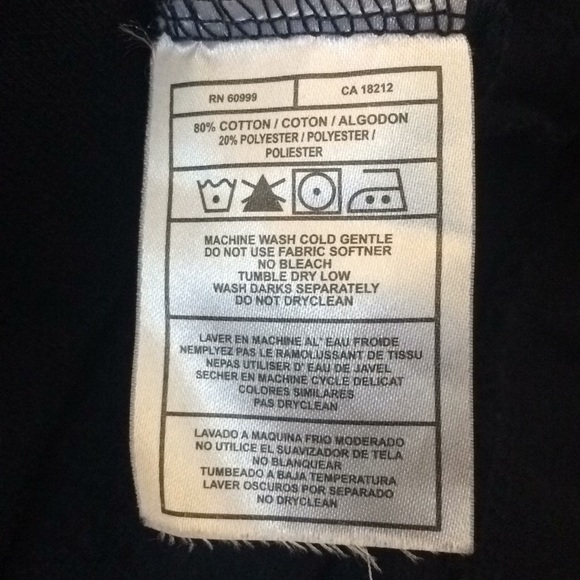 RN 60999
CA 18212
80% COTTON / COTON / ALGODON
20% POLYESTER / POLYESTER /
POLIESTER
MACHINE WASH COLD GENTLE
DO NOT USE FABRIC SOFTNER
NO BLEACH
TUMBLE DRY LOW
WASH DARKS SEPARATELY
DO NOT DRYCLEAN
LAVER EN MACHINE AL' EAU FROIDE
NEMPLYEZ PAS LE RAMOLUSSANT DE TISSU
NEPAS UTILISER D' EAU DE JAVEL
SECHER EN MACHINE CYCLE DELICAT
COLORES SIMILARES
PAS DRYCLEAN
LAVADO A MAQUINA FRIO MODERADO
NO UTILICE EL SUAVIZADOR DE TELA
NO BLANQUEAR
TUMBEADO A BAJA TEMPERATURA
LAVER OSCUROS POR SEPARADO
NO DRYCLEAN